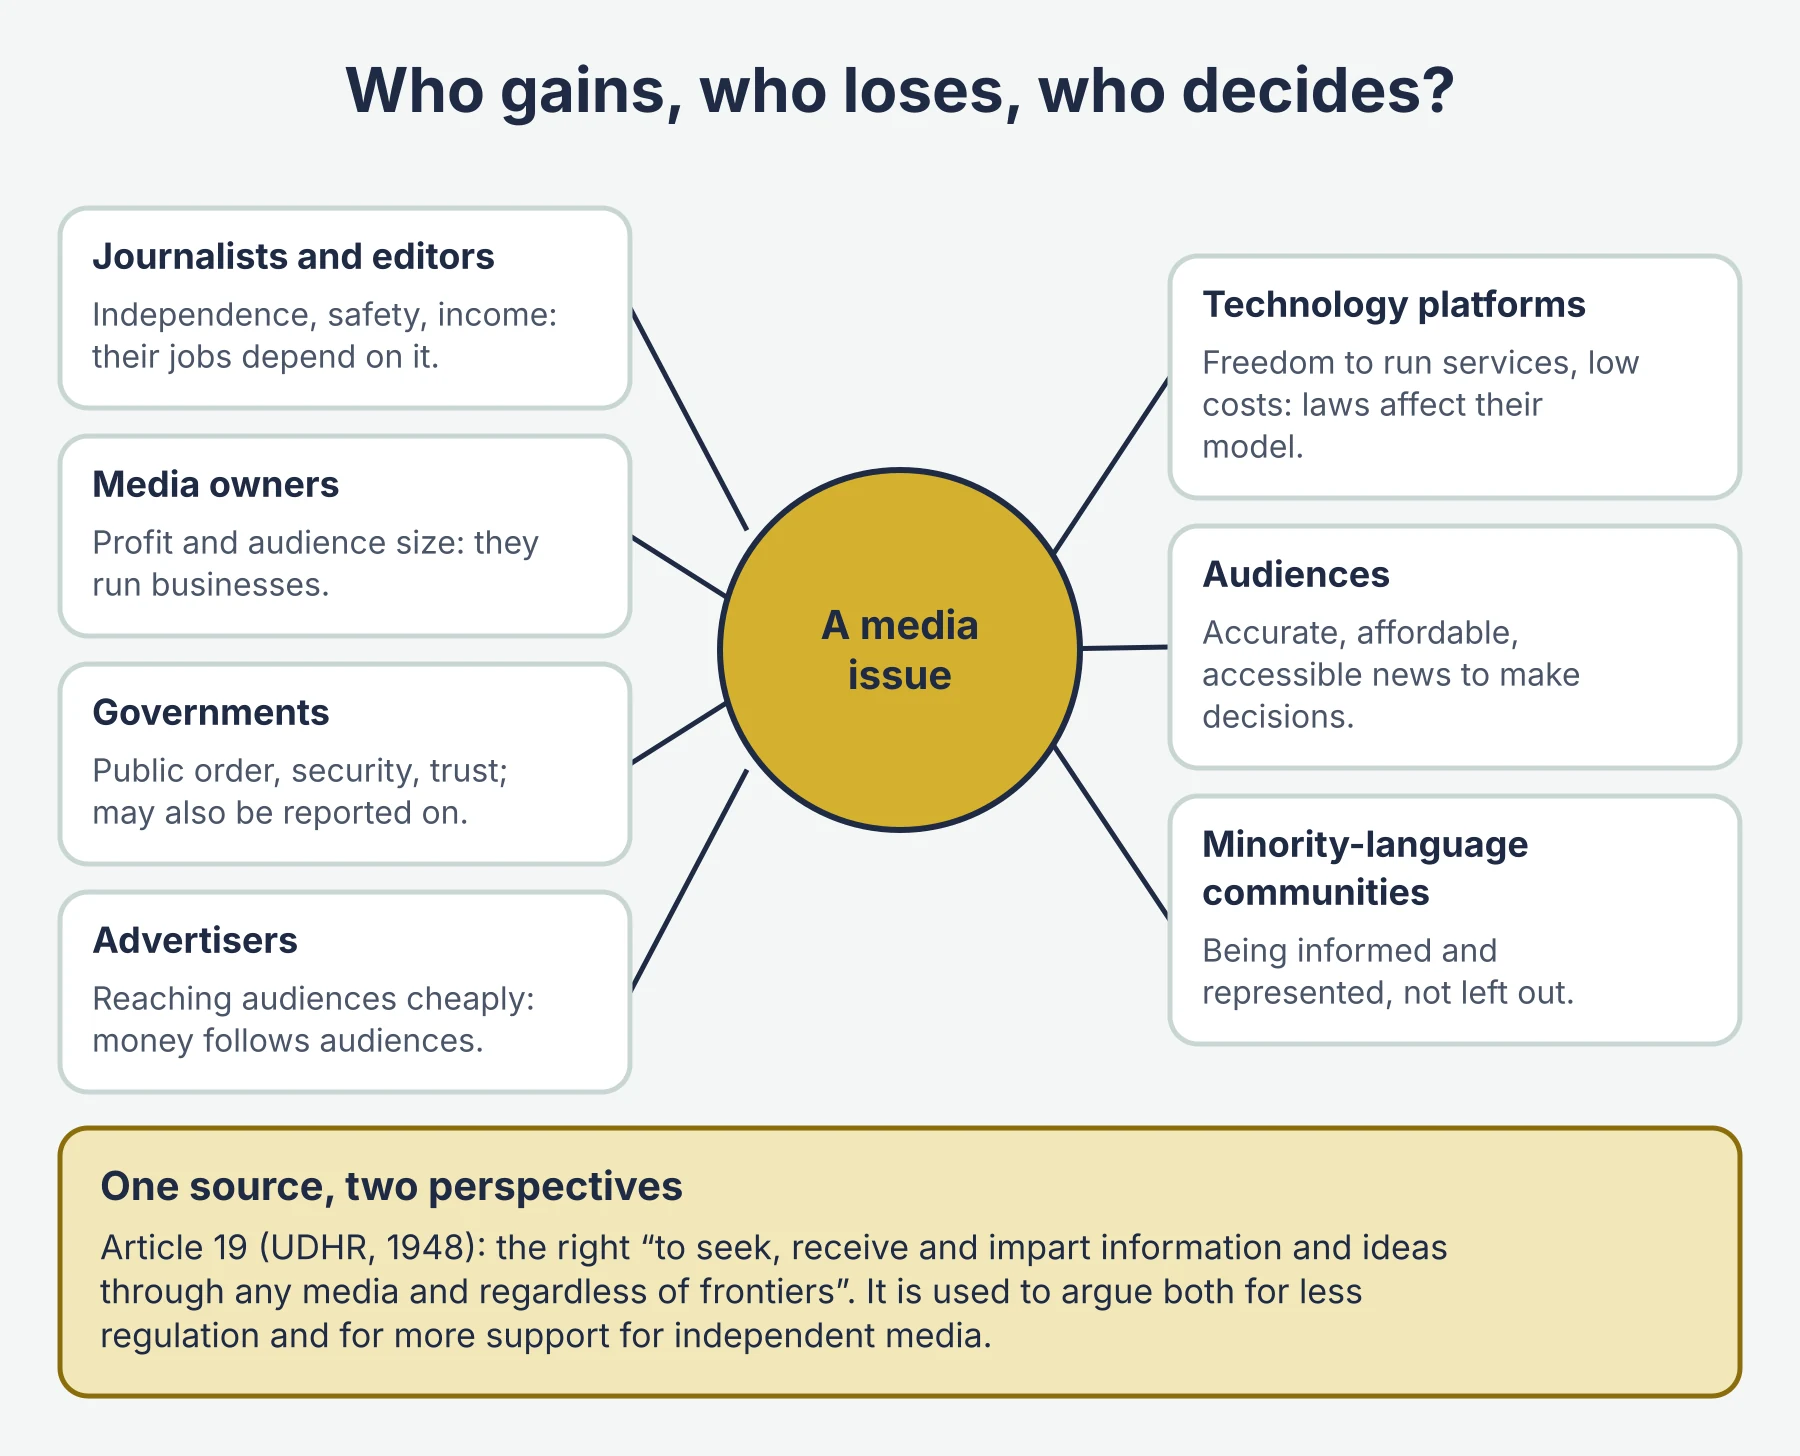 Who gains, who loses, who decides?
Journalists and editors
Independence, safety, income:
their jobs depend on it.
Media owners
Profit and audience size: they
run businesses.
Governments
Public order, security, trust;
may also be reported on.
Advertisers
Reaching audiences cheaply:
money follows audiences.
A media
issue
Technology platforms
Freedom to run services, low
costs: laws affect their
model.
Audiences
Accurate, affordable,
accessible news to make
decisions.
Minority-language
communities
Being informed and
represented, not left out.
One source, two perspectives
Article 19 (UDHR, 1948): the right “to seek, receive and impart information and ideas
through any media and regardless of frontiers”. It is used to argue both for less
regulation and for more support for independent media.